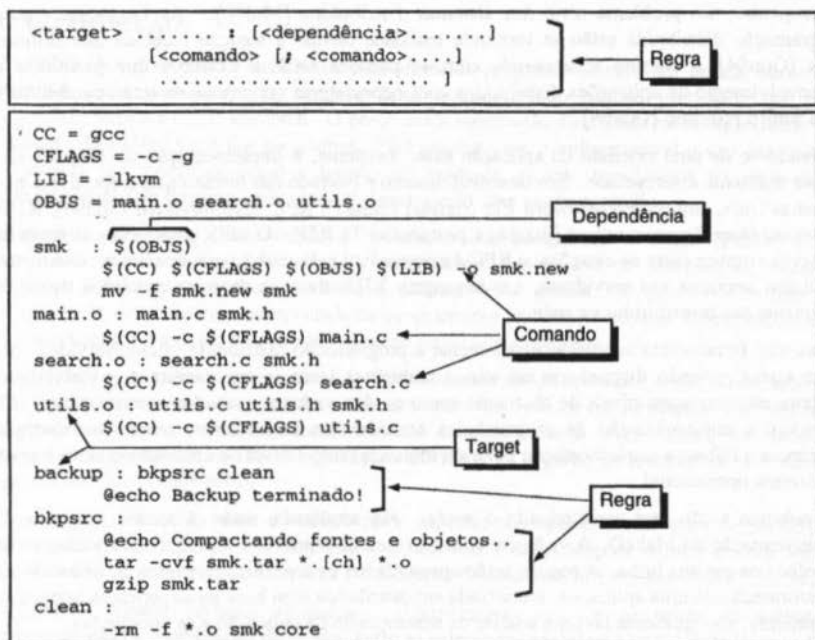 <target> ....... : [<dependência>.......]
[<comando> [; <comando>.......]
Regra
CC = gcc
CFLAGS = -c -g
LIB = -lkvm
OBJS = main.o search.o utils.o
Dependência
smk : $(OBJS)
$(CC) $(CFLAGS) $(OBJS) $(LIB) -o smk.new
mv -f smk.new smk
main.o : main.c smk.h
Comando
$(CC) -c $(CFLAGS) main.c
search.o : search.c smk.h
$(CC) -c $(CFLAGS) search.c
utils.o : utils.c utils.h smk.h
$(CC) -c $(CFLAGS) utils.c
Target
backup bkpsrc clean
@echo Backup terminado!
Regra
bkpsrc :
@echo Compactando fontes e objetos...
tar -cvf smk.tar *.[ch] *.o
gzip smk.tar
clean :
-rm -f *.o smk core